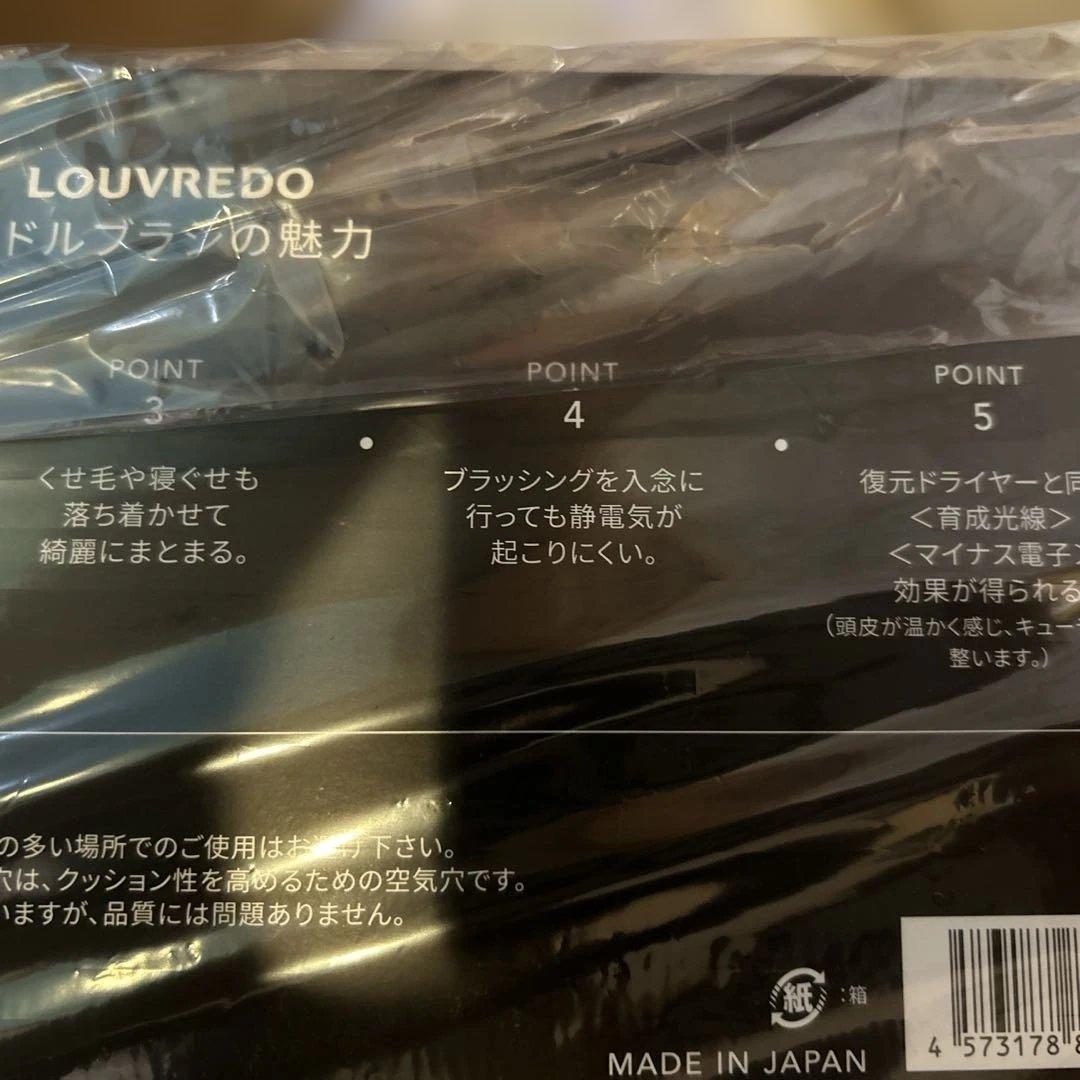 LOUVREDO
ドルブラシの魅力
POINT
3
くせ毛や寝ぐせも
落ち着かせて
綺麗にまとまる。
POINT
4
ブラッシングを入念に
行っても静電気が
起こりにくい。
POINT
5
復元ドライヤーと同
＜育成光線＞
＜マイナス電子＞
効果が得られる
（頭皮が温かく感じ、キュー
整います。）
の多い場所でのご使用はお避け下さい。
穴は、クッション性を高めるための空気穴です。
いますが、品質には問題ありません。
紙 :箱
MADE IN JAPAN
4 573178 8